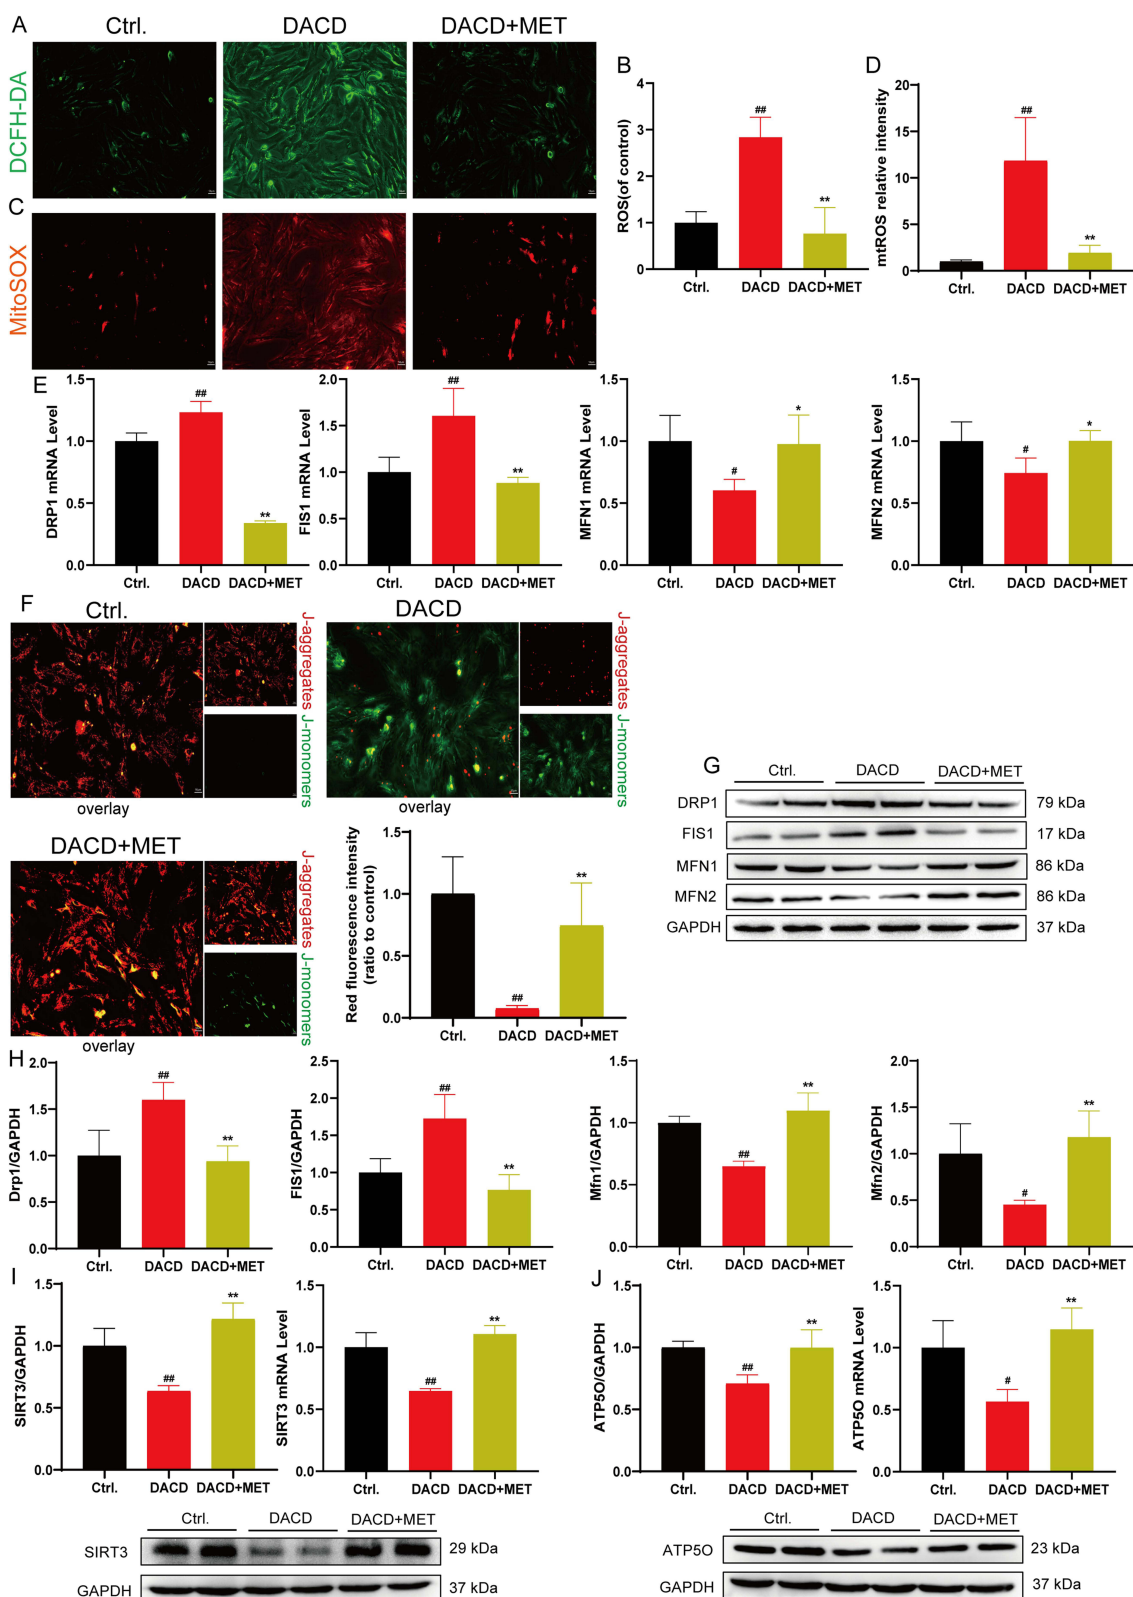 A
Ctrl.
DACD
DACD+MET
DCFH-DA
B
ROS(of control)
4
3
2
1
0
##
**
Ctrl.
DACD
DACD+MET
D
mtROS relative intensity
20
15
10
5
0
##
**
Ctrl.
DACD
DACD+MET
C
MitoSOX
E
DRP1 mRNA Level
1.5
1.0
0.5
0.0
##
**
Ctrl.
DACD
DACD+MET
FIS1 mRNA Level
2.0
1.5
1.0
0.5
0.0
##
**
Ctrl.
DACD
DACD+MET
MFN1 mRNA Level
1.5
1.0
0.5
0.0
#
*
Ctrl.
DACD
DACD+MET
MFN2 mRNA Level
1.5
1.0
0.5
0.0
#
*
Ctrl.
DACD
DACD+MET
F
Ctrl.
J-aggregates
J-monomers
overlay
DACD
J-aggregates
J-monomers
overlay
DACD+MET
J-aggregates
J-monomers
overlay
Red fluorescence intensity
(ratio to control)
1.5
1.0
0.5
0.0
##
**
Ctrl.
DACD
DACD+MET
G
Ctrl.
DACD
DACD+MET
DRP1
79 kDa
FIS1
17 kDa
MFN1
86 kDa
MFN2
86 kDa
GAPDH
37 kDa
H
Drp1/GAPDH
2.0
1.5
1.0
0.5
0.0
##
**
Ctrl.
DACD
DACD+MET
FIS1/GAPDH
2.5
2.0
1.5
1.0
0.5
0.0
##
**
Ctrl.
DACD
DACD+MET
Mfn1/GAPDH
1.5
1.0
0.5
0.0
##
**
Ctrl.
DACD
DACD+MET
Mfn2/GAPDH
2.0
1.5
1.0
0.5
0.0
#
**
Ctrl.
DACD
DACD+MET
I
SIRT3/GAPDH
1.5
1.0
0.5
0.0
##
**
Ctrl.
DACD
DACD+MET
SIRT3 mRNA Level
1.5
1.0
0.5
0.0
##
**
Ctrl.
DACD
DACD+MET
J
ATP5O/GAPDH
1.5
1.0
0.5
0.0
##
**
Ctrl.
DACD
DACD+MET
ATP5O mRNA Level
1.5
1.0
0.5
0.0
#
**
Ctrl.
DACD
DACD+MET
Ctrl.
DACD
DACD+MET
SIRT3
29 kDa
GAPDH
37 kDa
Ctrl.
DACD
DACD+MET
ATP5O
23 kDa
GAPDH
37 kDa